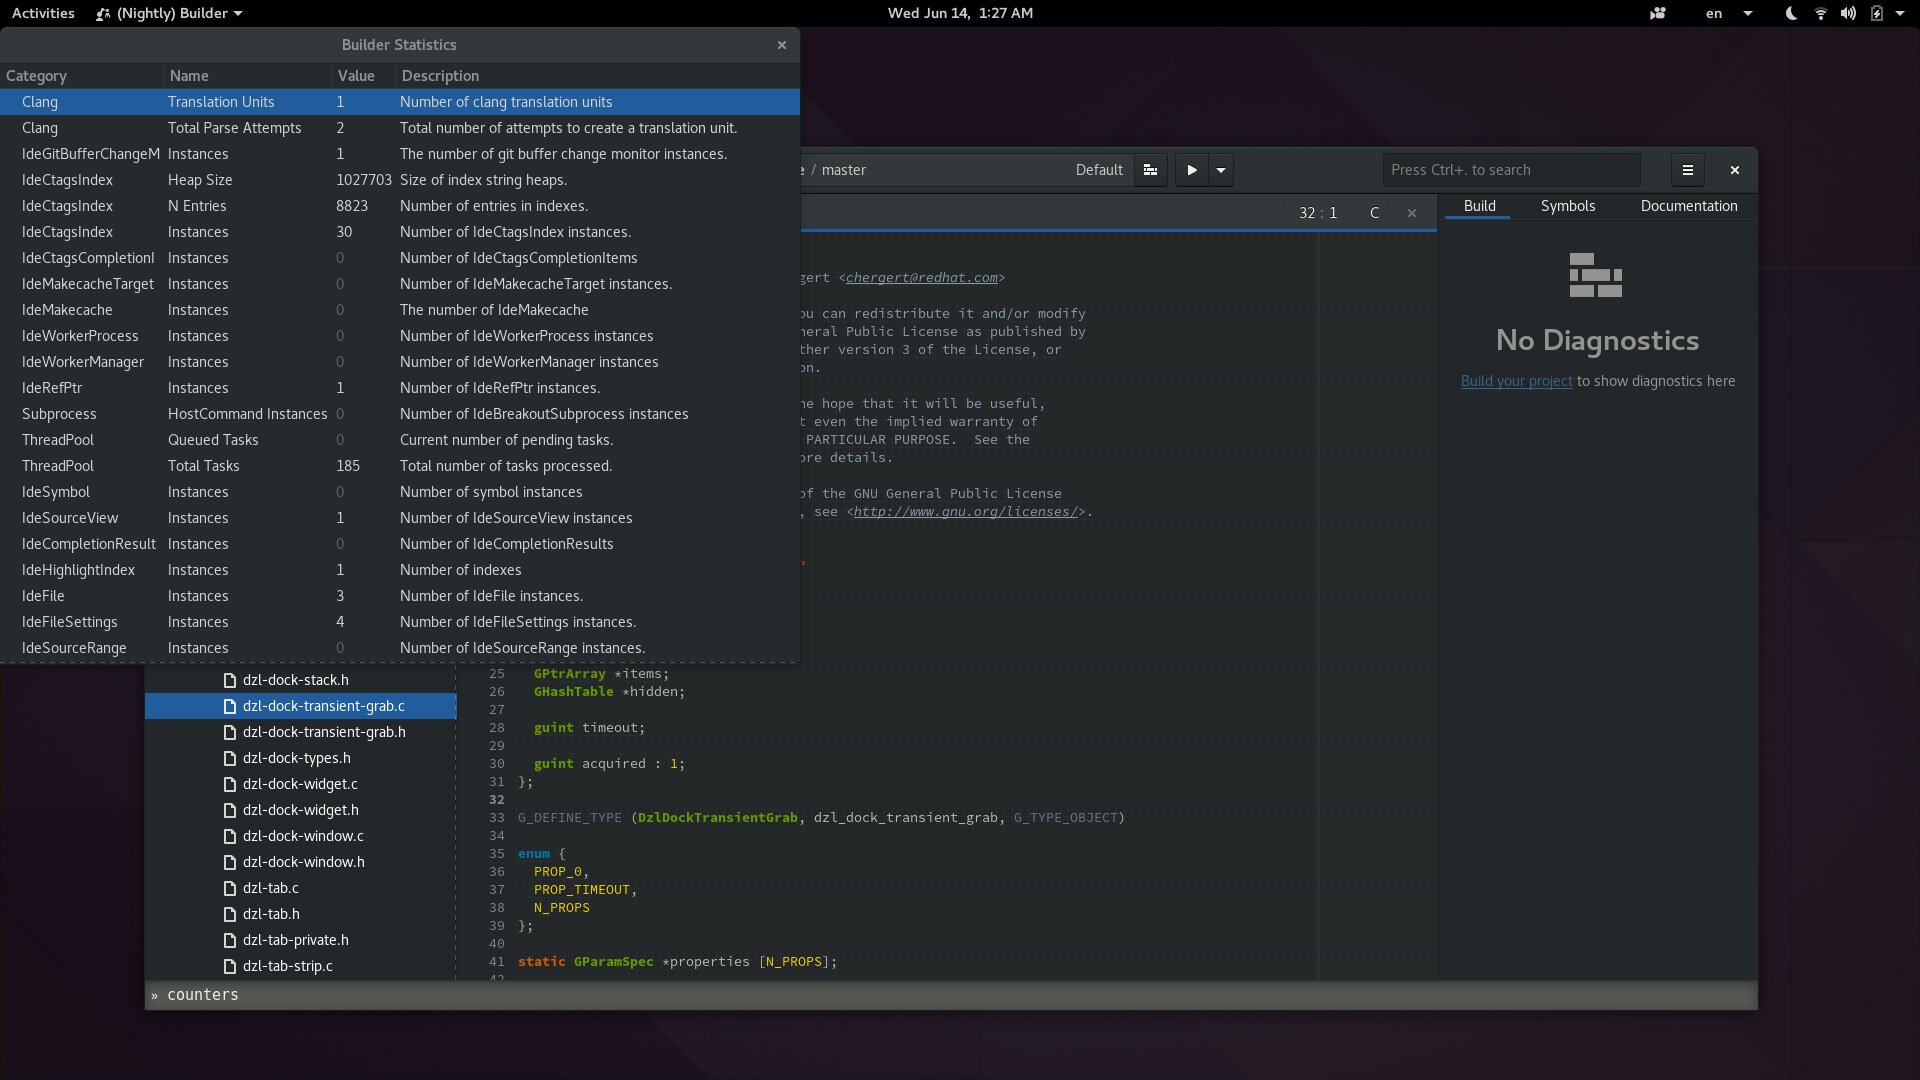 Activities (Nightly) Builder Wed Jun 14, 1:27 AM en
Builder Statistics
Category Name Value Description
Clang Translation Units 1 Number of clang translation units
Clang Total Parse Attempts 2 Total number of attempts to create a translation unit.
IdeGitBufferChangeM Instances 1 The number of git buffer change monitor instances.
IdeCtagsIndex Heap Size 1027703 Size of index string heaps.
IdeCtagsIndex N Entries 8823 Number of entries in indexes.
IdeCtagsIndex Instances 30 Number of IdeCtagsIndex instances.
IdeCtagsCompletionI Instances 0 Number of IdeCtagsCompletionItems
IdeMakecacheTarget Instances 0 Number of IdeMakecacheTarget instances.
IdeMakecache Instances 0 The number of IdeMakecache
IdeWorkerProcess Instances 0 Number of IdeWorkerProcess instances
IdeWorkerManager Instances 0 Number of IdeWorkerManager instances
IdeRefPtr Instances 1 Number of IdeRefPtr instances.
Subprocess HostCommand Instances 0 Number of IdeBreakoutSubprocess instances
ThreadPool Queued Tasks 0 Current number of pending tasks.
ThreadPool Total Tasks 185 Total number of tasks processed.
IdeSymbol Instances 0 Number of symbol instances
IdeSourceView Instances 1 Number of IdeSourceView instances
IdeCompletionResult Instances 0 Number of IdeCompletionResults
IdeHighlightIndex Instances 1 Number of indexes
IdeFile Instances 3 Number of IdeFile instances.
IdeFileSettings Instances 4 Number of IdeFileSettings instances.
IdeSourceRange Instances 0 Number of IdeSourceRange instances.
e / master Default Press Ctrl+. to search
32 : 1 C
gert <chergert@redhat.com>
ou can redistribute it and/or modify
neral Public License as published by
ther version 3 of the License, or
on.
he hope that it will be useful,
t even the implied warranty of
PARTICULAR PURPOSE. See the
ore details.
of the GNU General Public License
, see <http://www.gnu.org/licenses/>.
"
Build Symbols Documentation
No Diagnostics
Build your project to show diagnostics here
dzl-dock-stack.h
dzl-dock-transient-grab.c
dzl-dock-transient-grab.h
dzl-dock-types.h
dzl-dock-widget.c
dzl-dock-widget.h
dzl-dock-window.c
dzl-dock-window.h
dzl-tab.c
dzl-tab.h
dzl-tab-private.h
dzl-tab-strip.c
25 GPtrArray *items;
26 GHashTable *hidden;
27
28 guint timeout;
29
30 guint acquired : 1;
31 };
32
33 G_DEFINE_TYPE (DzlDockTransientGrab, dzl_dock_transient_grab, G_TYPE_OBJECT)
34
35 enum {
36 PROP_0,
37 PROP_TIMEOUT,
38 N_PROPS
39 };
40
41 static GParamSpec *properties [N_PROPS];
42
» counters